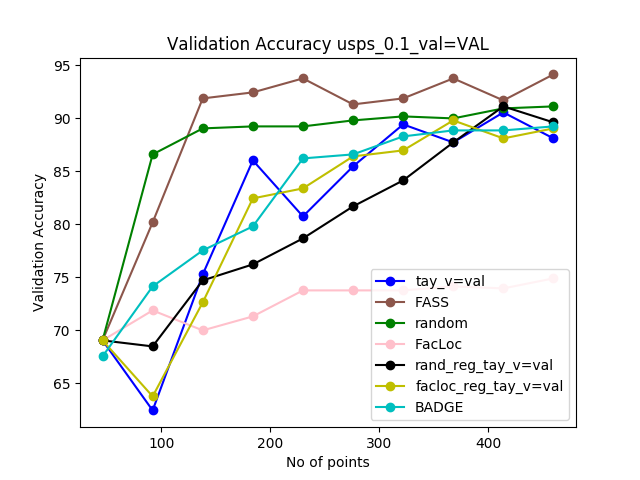 Validation Accuracy usps_0.1_val=VAL
95
90
85
80
75
70
65
Validation Accuracy
100
200
300
400
No of points
tay_v=val
FASS
random
FacLoc
rand_reg_tay_v=val
facloc_reg_tay_v=val
BADGE